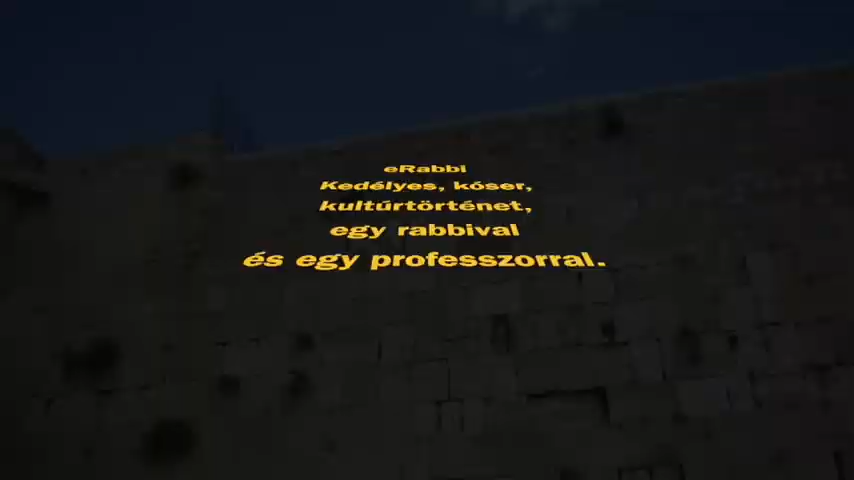 eRabbi
Kedélyes, kóser,
kultúrtörténet,
egy rabbival
és egy professzorral.